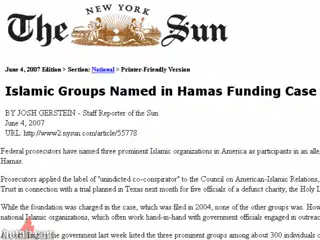 The Sun
NEW YORK
June 4, 2007 Edition > Section: National > Printer-Friendly Version
Islamic Groups Named in Hamas Funding Case
BY JOSH GERSTEIN - Staff Reporter of the Sun
June 4, 2007
URL: http://www2.nysun.com/article/55778
Federal prosecutors have named three prominent Islamic organizations in America as participants in an alleg
Hamas.
Prosecutors applied the label of "unindicted co-conspirator" to the Council on American-Islamic Relations,
Trust in connection with a trial planned in Texas next month for five officials of a defunct charity, the Holy L
While the foundation was charged in the case, which was filed in 2004, none of the other groups was. How
national Islamic organizations, which often work hand-in-hand with government officials engaged in outreac
the government last week listed the three prominent groups among about 300 individuals o